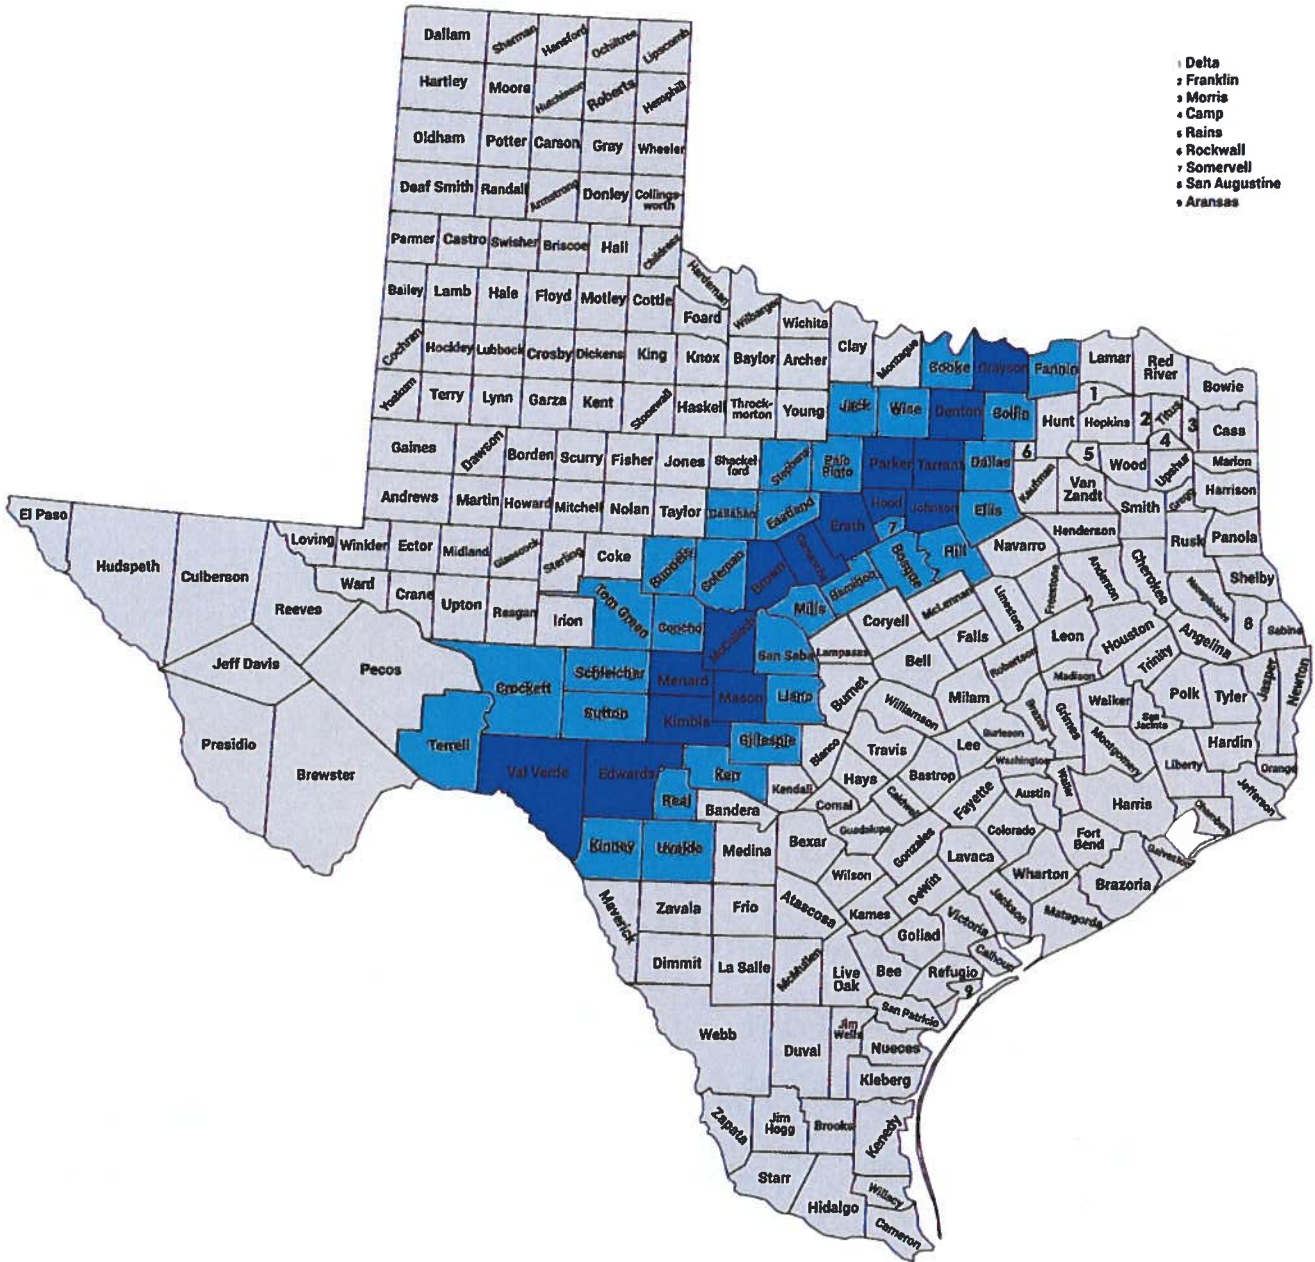 Dallam
Sherman
Hansford
Ochiltree
Lipscomb
Hartley
Moore
Hutchinson
Roberts
Hemphill
Oldham
Potter
Carson
Gray
Wheeler
Deaf Smith
Randall
Armstrong
Donley
Collings-
worth
Parmer
Castro
Swisher
Briscoe
Hall
Childress
Bailey
Lamb
Hale
Floyd
Motley
Cottle
Hardeman
Foard
Wilbarger
Wichita
Cochran
Hockley
Lubbock
Crosby
Dickens
King
Knox
Baylor
Archer
Clay
Montague
Cooke
Grayson
Fannin
Lamar
Red
River
Bowie
Yoakum
Terry
Lynn
Garza
Kent
Stonewall
Haskell
Throck-
morton
Young
Jack
Wise
Denton
Collin
Hunt
1
Hopkins
2
Titus
3
Cass
Gaines
Dawson
Borden
Scurry
Fisher
Jones
Shackel
ford
Stephens
Palo
Pinto
Parker
Tarrant
Dallas
6
Kaufman
5
Wood
4
Upshur
Marion
Andrews
Martin
Howard
Mitchell
Nolan
Taylor
Callahan
Eastland
Erath
Hood
7
Johnson
Ellis
Van
Zandt
Smith
Gregg
Harrison
El Paso
Hudspeth
Culberson
Loving
Winkler
Ector
Midland
Glasscock
Sterling
Coke
Runnels
Coleman
Brown
Comanche
Hamilton
Bosque
Hill
Navarro
Henderson
Rusk
Panola
Reeves
Ward
Crane
Upton
Reagan
Irion
Tom Green
Concho
McCulloch
Mills
San Saba
Lampasas
Coryell
McLennan
Limestone
Freestone
Anderson
Cherokee
Nacogdoches
Shelby
Jeff Davis
Pecos
Crockett
Schleicher
Menard
Mason
Llano
Burnet
Bell
Falls
Robertson
Leon
Houston
Trinity
Angelina
8
Sabine
Presidio
Brewster
Terrell
Sutton
Kimble
Gillespie
Blanco
Williamson
Milam
Brazos
Madison
Grimes
Walker
San
Jacinto
Polk
Tyler
Jasper
Newton
Val Verde
Edwards
Real
Kerr
Kendall
Hays
Travis
Bastrop
Lee
Burleson
Washington
Waller
Montgomery
Liberty
Hardin
Orange
Kinney
Uvalde
Bandera
Medina
Bexar
Comal
Guadalupe
Caldwell
Fayette
Austin
Harris
Chambers
Jefferson
Maverick
Zavala
Frio
Atascosa
Wilson
Gonzales
Lavaca
Colorado
Fort
Bend
Galveston
Wharton
Brazoria
Dimmit
La Salle
McMullen
Live
Oak
Karnes
DeWitt
Goliad
Bee
Victoria
Jackson
Matagorda
Refugio
Calhoun
9
San Patricio
Webb
Duval
Jim
Wells
Nueces
Kleberg
Zapata
Jim
Hogg
Brooks
Kenedy
Starr
Hidalgo
Willacy
Cameron
1 Delta
2 Franklin
3 Morris
4 Camp
5 Rains
6 Rockwall
7 Somervell
8 San Augustine
9 Aransas